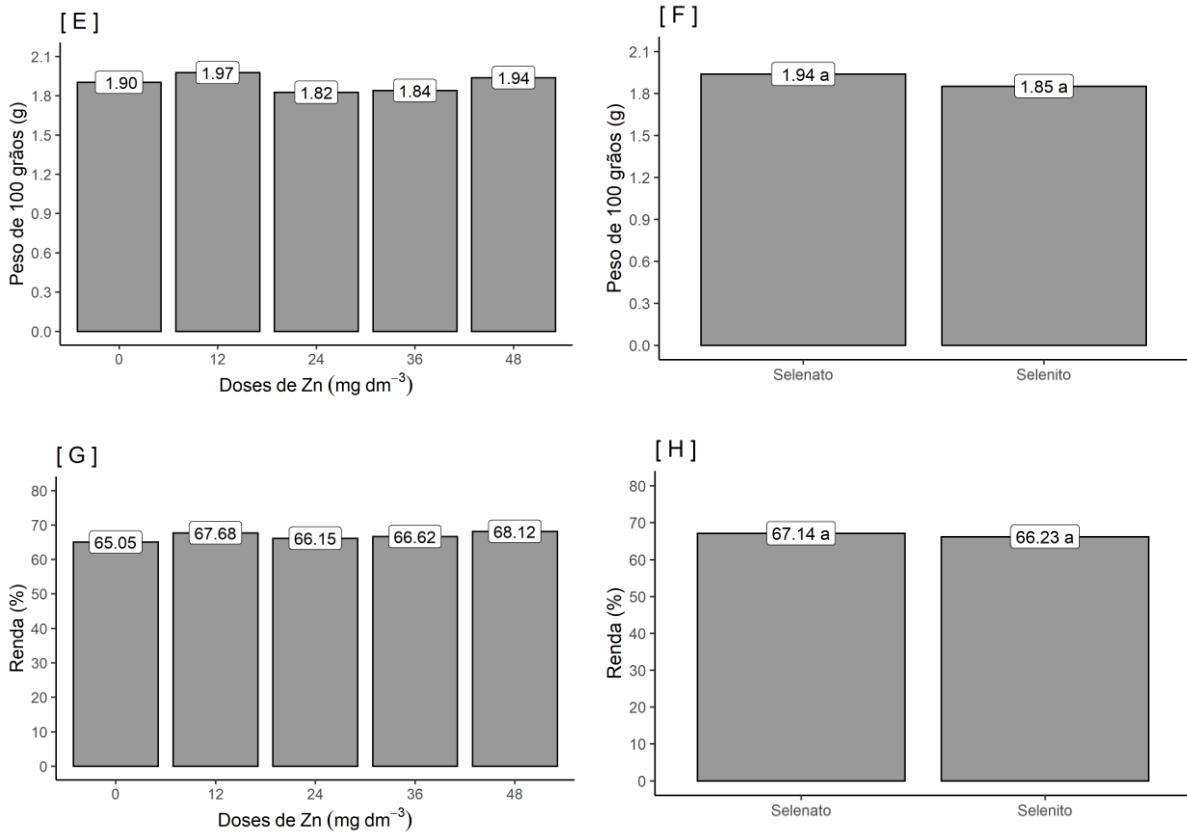 [ E ]
Peso de 100 grãos (g)
2.1
1.8
1.5
1.2
0.9
0.6
0.3
0.0
1.90
1.97
1.82
1.84
1.94
0 12 24 36 48
Doses de Zn (mg dm⁻³)
[ F ]
Peso de 100 grãos (g)
2.1
1.8
1.5
1.2
0.9
0.6
0.3
0.0
1.94 a
1.85 a
Selenato Selenito
[ G ]
Renda (%)
80
70
60
50
40
30
20
10
0
65.05
67.68
66.15
66.62
68.12
0 12 24 36 48
Doses de Zn (mg dm⁻³)
[ H ]
Renda (%)
80
70
60
50
40
30
20
10
0
67.14 a
66.23 a
Selenato Selenito